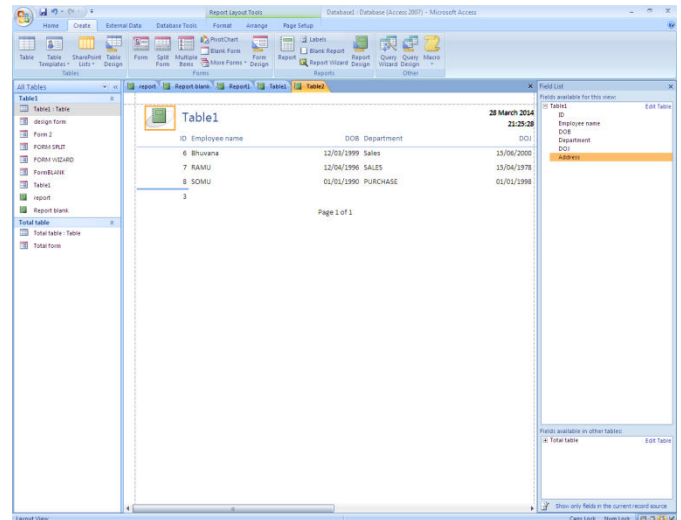 Report Layout Tools Database1 : Database (Access 2007) - Microsoft Access
Home Create External Data Database Tools Format Arrange Page Setup
PivotChart Labels
Blank Form Blank Report
Table Table Templates SharePoint Lists Table Design Form Split Form Multiple Items More Forms Form Design Report Report Wizard Report Design Query Wizard Query Design Macro
Tables Forms Reports Other
All Tables
report Report blank Report1 Table1 Table2
Table1
Table1 : Table
design form
Form 2
FORM SPLIT
FORM WIZARD
FormBLANK
Table1
report
Report blank
Total table
Total table : Table
Total form
Table1
28 March 2014
21:25:28
ID Employee name DOB Department DOJ
6 Bhuvana 12/03/1999 Sales 15/06/2000
7 RAMU 12/04/1996 SALES 15/04/1978
8 SOMU 01/01/1990 PURCHASE 01/01/1998
3
Page 1 of 1
Field List
Fields available for this view:
Table1 Edit Table
ID
Employee name
DOB
Department
DOJ
Address
Fields available in other tables:
Total table Edit Table
Show only fields in the current record source
Layout View
Caps Lock Num Lock